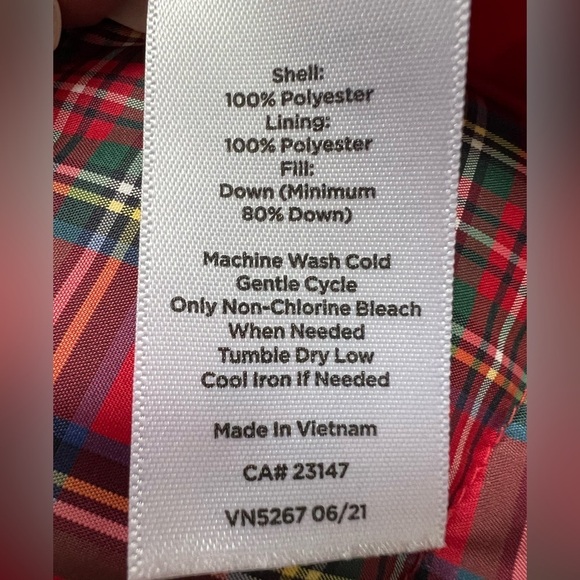 Shell:
100% Polyester
Lining:
100% Polyester
Fill:
Down (Minimum
80% Down)
Machine Wash Cold
Gentle Cycle
Only Non-Chlorine Bleach
When Needed
Tumble Dry Low
Cool Iron If Needed
Made In Vietnam
CA# 23147
VN5267 06/21